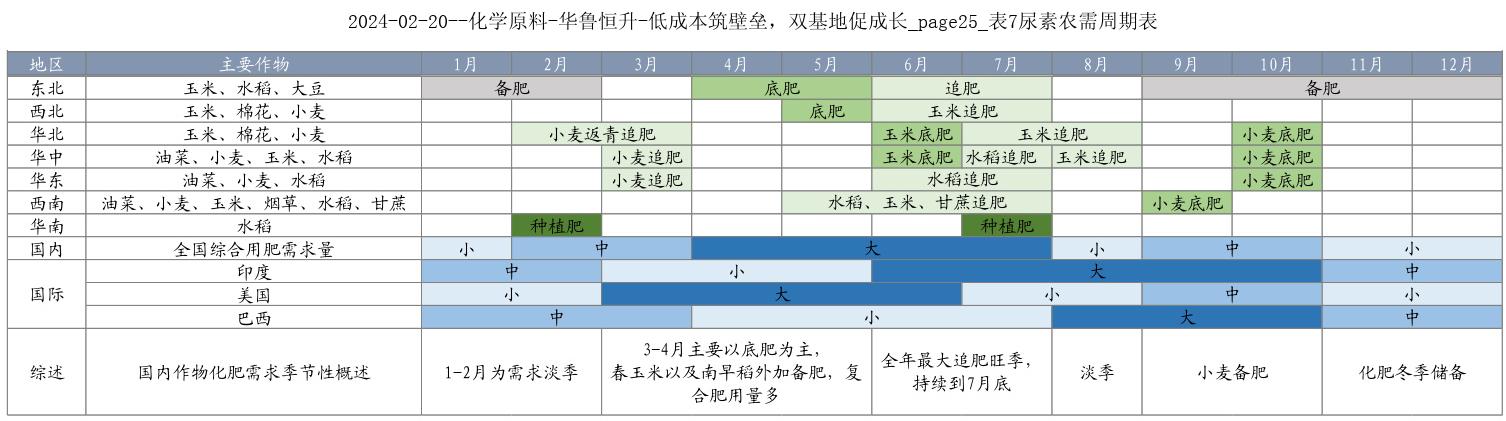 2024-02-20--化学原料-华鲁恒升-低成本筑壁垒，双基地促成长_page25_表7尿素农需周期表
地区 主要作物 1月 2月 3月 4月 5月 6月 7月 8月 9月 10月 11月 12月
东北 玉米、水稻、大豆 备肥 底肥 追肥 备肥
西北 玉米、棉花、小麦 底肥 玉米追肥
华北 玉米、棉花、小麦 小麦返青追肥 玉米底肥 玉米追肥 小麦底肥
华中 油菜、小麦、玉米、水稻 小麦追肥 玉米底肥 水稻追肥 玉米追肥 小麦底肥
华东 油菜、小麦、水稻 小麦追肥 水稻追肥 小麦底肥
西南 油菜、小麦、玉米、烟草、水稻、甘蔗 水稻、玉米、甘蔗追肥 小麦底肥
华南 水稻 种植肥 种植肥
国内 全国综合用肥需求量 小 中 大 小 中 小
国际 印度 中 小 大 中
美国 小 大 小 中 小
巴西 中 小 大 中
综述 国内作物化肥需求季节性概述 1-2月为需求淡季
3-4月主要以底肥为主，
春玉米以及南早稻外加备肥，复
合肥用量多
全年最大追肥旺季，
持续到7月底
淡季 小麦备肥 化肥冬季储备